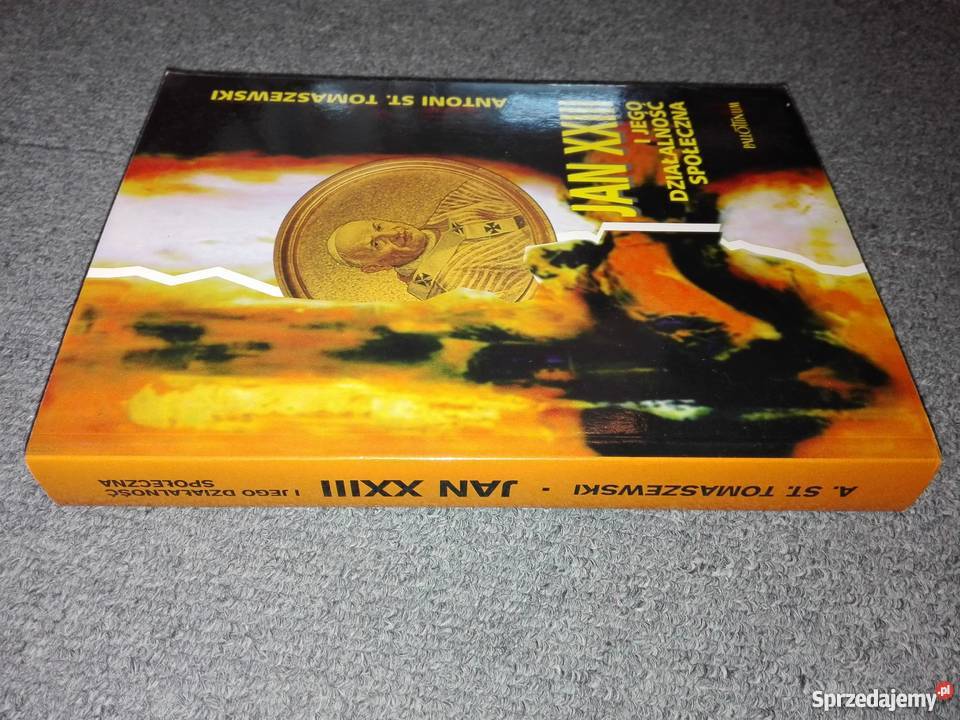 ANTONI ST. TOMASZEWSKI
JAN XXIII
I JEGO
DZIAŁALNOŚĆ
SPOŁECZNA
PALLOTTINUM
A. ST. TOMASZEWSKI · JAN XXIII I JEGO DZIAŁALNOŚĆ
SPOŁECZNA
Sprzedajemy.pl